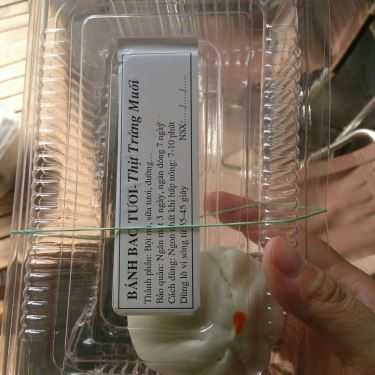 BÁNH BAO TƯƠI-Thịt Trứng Muối
Thành phần: Bột mì, sữa tươi, đường...
Bảo quản: Ngăn mát 3 ngày, ngăn đông 7 ngày
Cách dùng: Ngon nhất khi hấp nóng: 7-10 phút
Dùng lò vi sóng từ 35-45 giây NSX:..../..../......